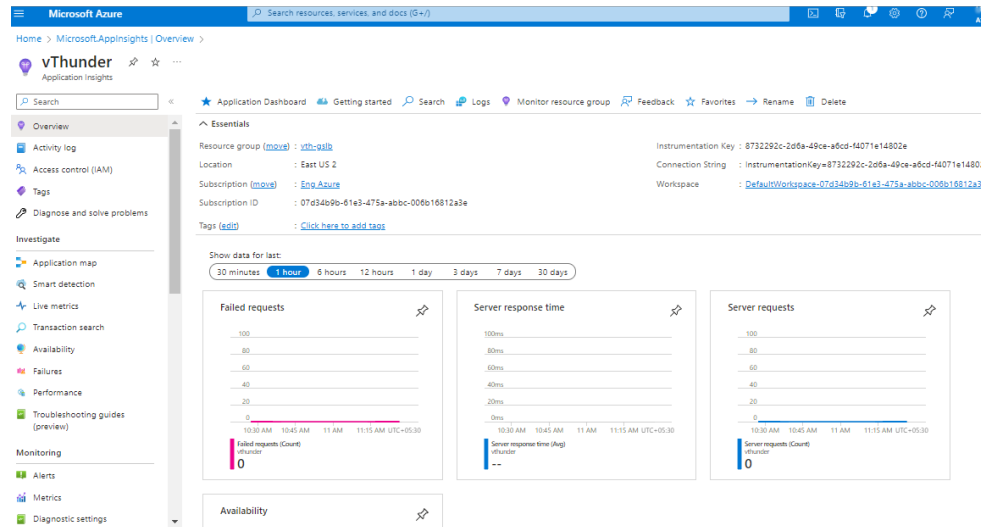 Microsoft Azure
Search resources, services, and docs (G+/)
Home > Microsoft.AppInsights | Overview >
vThunder
Application Insights
Search
Application Dashboard Getting started Search Logs Monitor resource group Feedback Favorites Rename Delete
Overview
Activity log
Access control (IAM)
Tags
Diagnose and solve problems
Investigate
Application map
Smart detection
Live metrics
Transaction search
Availability
Failures
Performance
Troubleshooting guides
(preview)
Monitoring
Alerts
Metrics
Diagnostic settings
Essentials
Resource group (move) : vth-gslb
Location : East US 2
Subscription (move) : Eng Azure
Subscription ID : 07d34b9b-61e3-475a-abbc-006b16812a3e
Tags (edit) : Click here to add tags
Instrumentation Key : 8732292c-2d6a-49ce-a6cd-f4071e14802e
Connection String : InstrumentationKey=8732292c-2d6a-49ce-a6cd-f4071e1480
Workspace : DefaultWorkspace-07d34b9b-61e3-475a-abbc-006b16812a3
Show data for last:
30 minutes 1 hour 6 hours 12 hours 1 day 3 days 7 days 30 days
Failed requests
100
80
60
40
20
0
10:30 AM 10:45 AM 11 AM 11:15 AM UTC+05:30
Failed requests (Count)
vthunder
0
Server response time
100ms
80ms
60ms
40ms
20ms
0ms
10:30 AM 10:45 AM 11 AM 11:15 AM UTC+05:30
Server response time (Avg)
vthunder
--
Server requests
100
80
60
40
20
0
10:30 AM 10:45 AM 11 AM 11:15 AM UTC+05:30
Server requests (Count)
vthunder
0
Availability